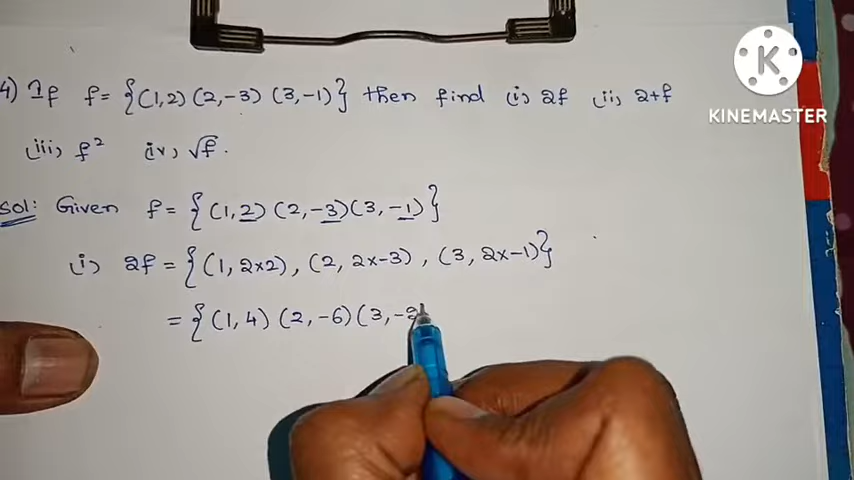 4) If f = {(1,2) (2,-3) (3,-1)} then find (i) 2f (ii) 2+f
(iii) f² (iv) √f.
Sol: Given f = {(1,2) (2,-3)(3,-1)}
(i) 2f = {(1, 2×2), (2, 2×-3), (3, 2×-1)}
= {(1,4) (2,-6) (3,-2
KINEMASTER